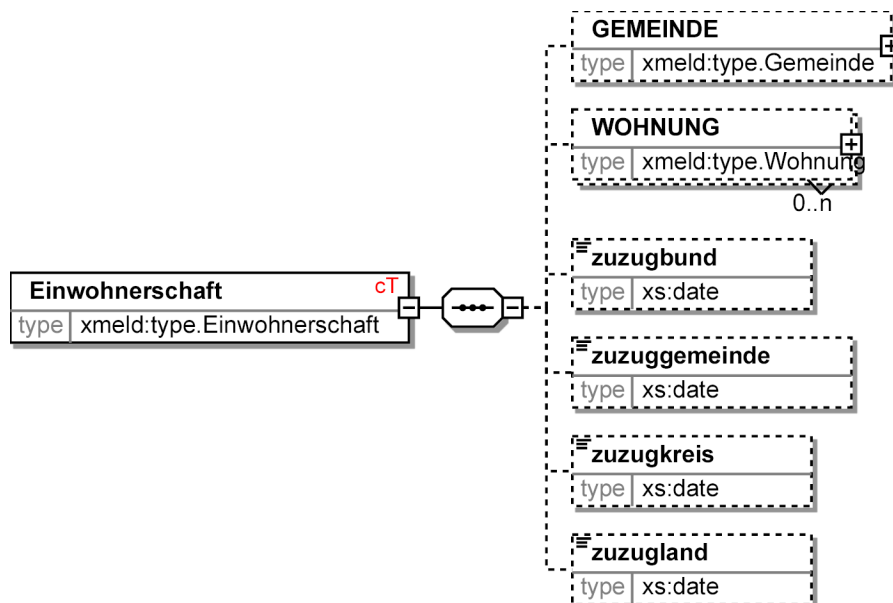 GEMEINDE
type xmeld:type.Gemeinde
WOHNUNG
type xmeld:type.Wohnung
0..n
zuzugbund
type xs:date
Einwohnerschaft cT
type xmeld:type.Einwohnerschaft
zuzuggemeinde
type xs:date
zuzugkreis
type xs:date
zuzugland
type xs:date